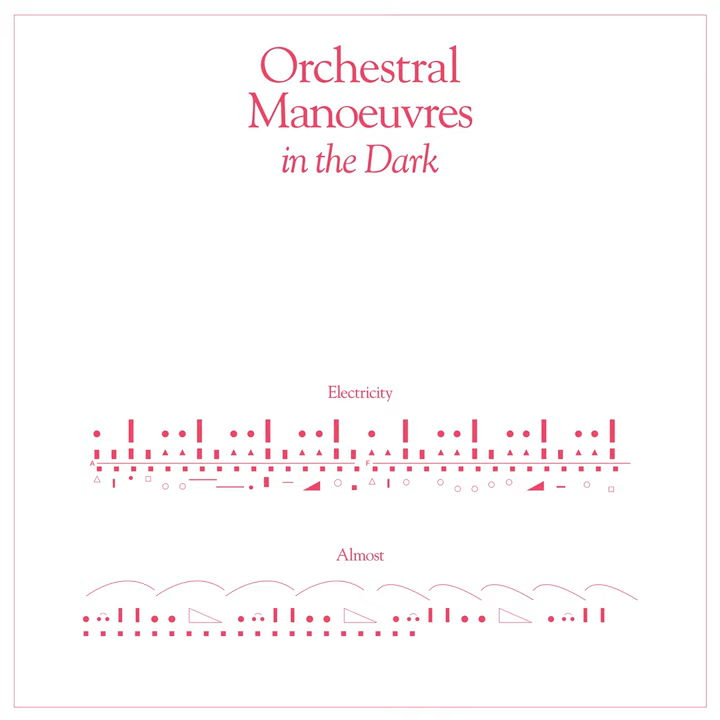 Orchestral
Manoeuvres
in the Dark
Electricity
A F
Almost